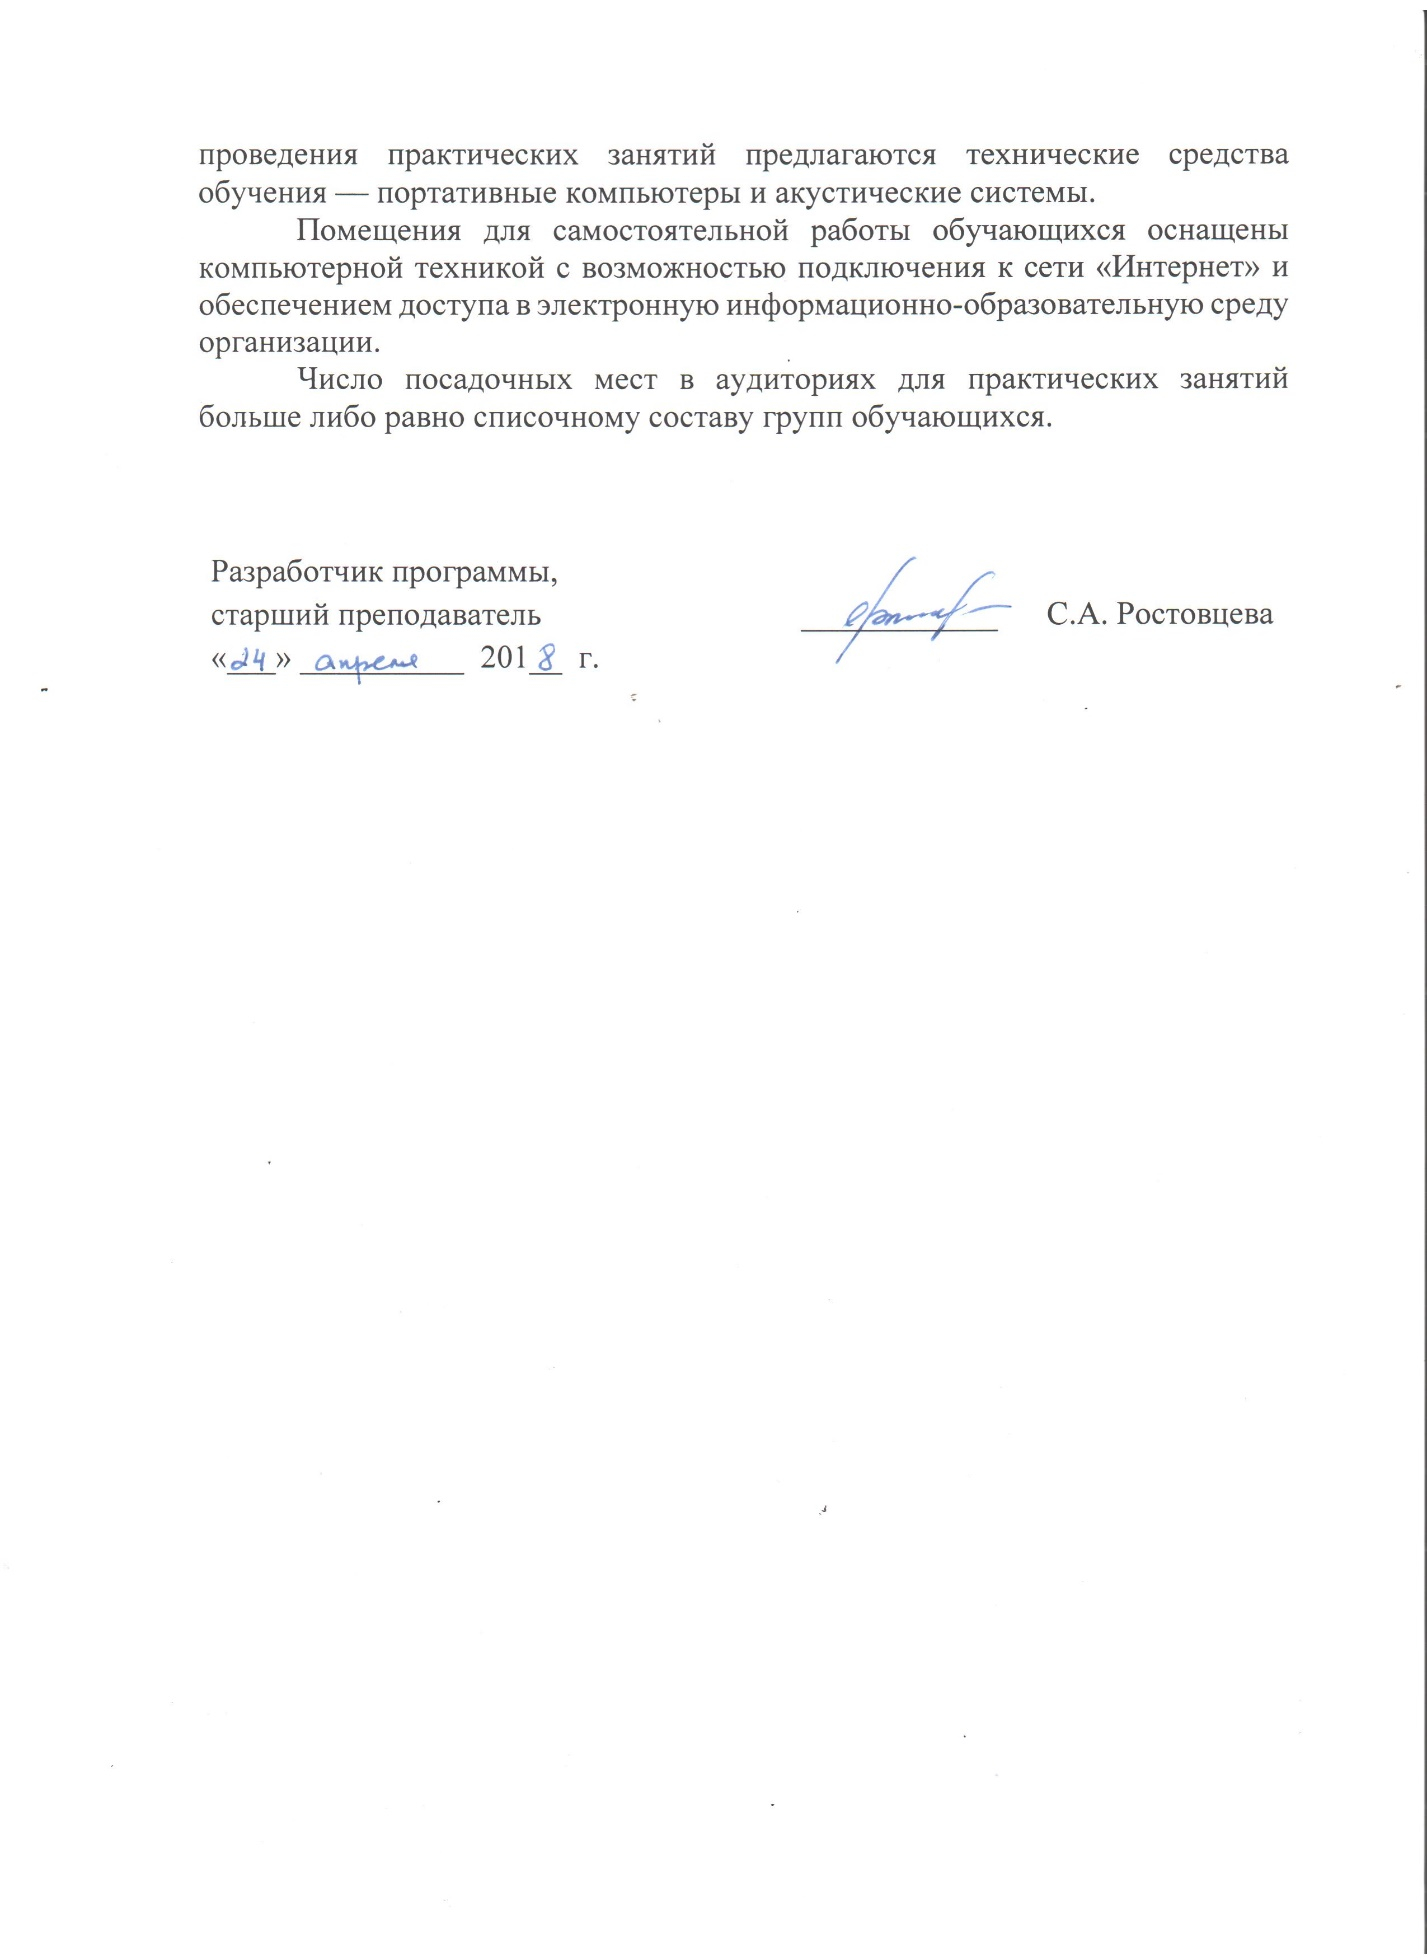 проведения практических занятий предлагаются технические средства
обучения — портативные компьютеры и акустические системы.
Помещения для самостоятельной работы обучающихся оснащены
компьютерной техникой с возможностью подключения к сети «Интернет» и
обеспечением доступа в электронную информационно-образовательную среду
организации.
Число посадочных мест в аудиториях для практических занятий
больше либо равно списочному составу групп обучающихся.
Разработчик программы,
старший преподаватель С.А. Ростовцева
«24» апреля 2018 г.